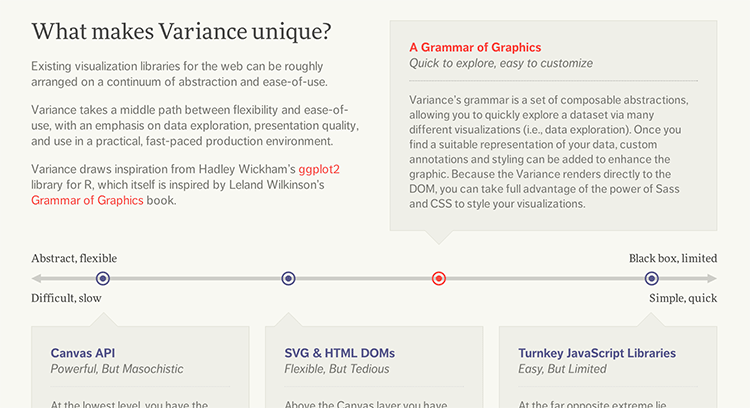 What makes Variance unique?
Existing visualization libraries for the web can be roughly
arranged on a continuum of abstraction and ease-of-use.
Variance takes a middle path between flexibility and ease-of-
use, with an emphasis on data exploration, presentation quality,
and use in a practical, fast-paced production environment.
Variance draws inspiration from Hadley Wickham's ggplot2
library for R, which itself is inspired by Leland Wilkinson's
Grammar of Graphics book.
A Grammar of Graphics
Quick to explore, easy to customize
Variance's grammar is a set of composable abstractions,
allowing you to quickly explore a dataset via many
different visualizations (i.e., data exploration). Once you
find a suitable representation of your data, custom
annotations and styling can be added to enhance the
graphic. Because the Variance renders directly to the
DOM, you can take full advantage of the power of Sass
and CSS to style your visualizations.
Abstract, flexible
Black box, limited
Difficult, slow
Simple, quick
Canvas API
Powerful, But Masochistic
At the lowest level, you have the
SVG & HTML DOMs
Flexible, But Tedious
Above the Canvas layer you have
Turnkey JavaScript Libraries
Easy, But Limited
At the far opposite extreme lie